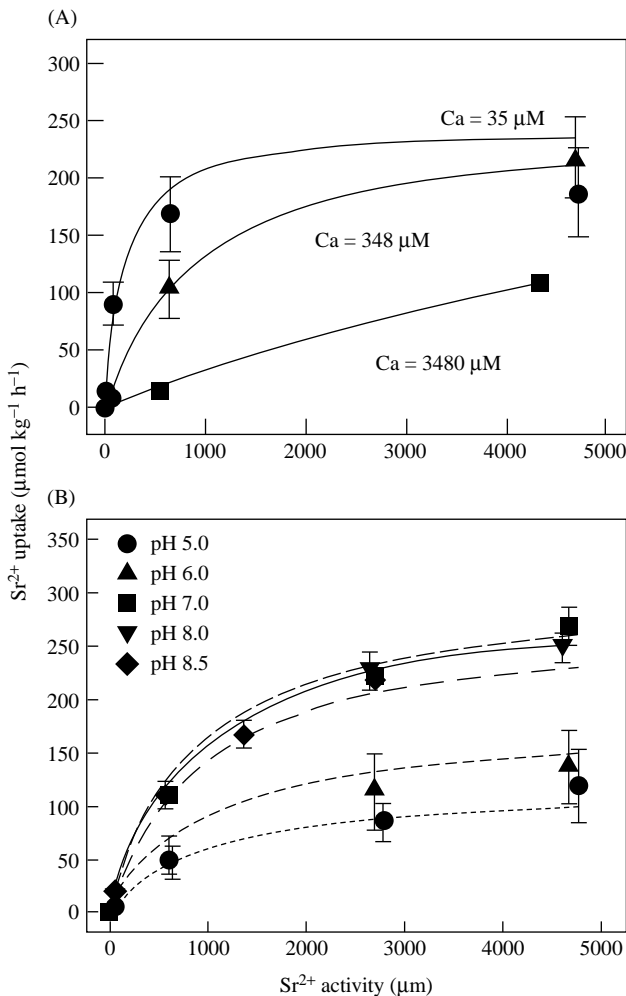 (A)
300
250
200
150
100
50
0
Ca = 35 μM
Ca = 348 μM
Ca = 3480 μM
0 1000 2000 3000 4000 5000
Sr²⁺ uptake (μmol kg⁻¹ h⁻¹)
(B)
350
300
250
200
150
100
50
0
pH 5.0
pH 6.0
pH 7.0
pH 8.0
pH 8.5
0 1000 2000 3000 4000 5000
Sr²⁺ activity (μm)